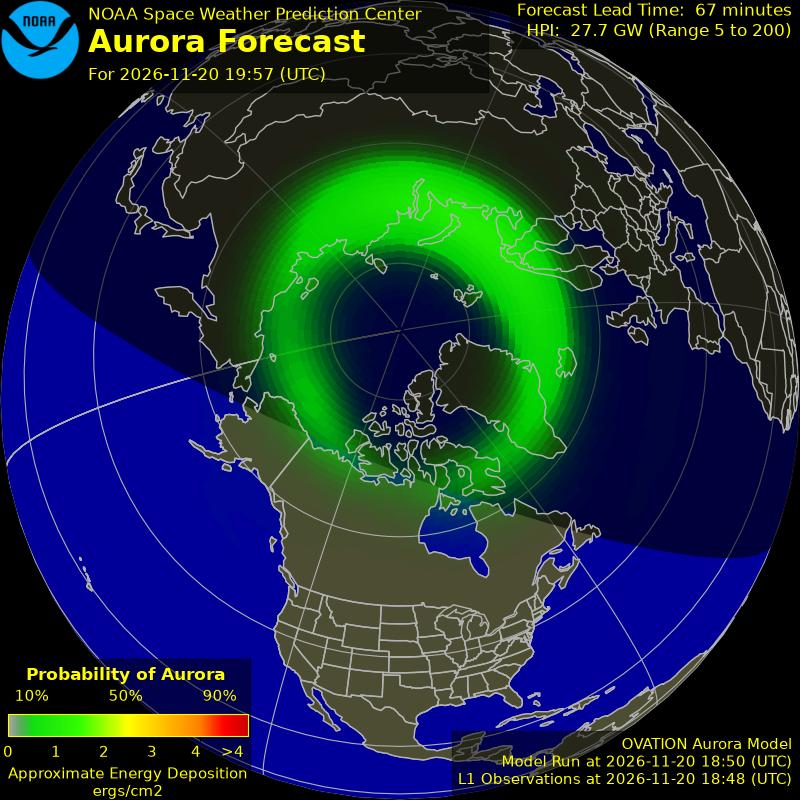 NOAA
NOAA Space Weather Prediction Center
Aurora Forecast
For 2026-11-20 19:57 (UTC)
Forecast Lead Time: 67 minutes
HPI: 27.7 GW (Range 5 to 200)
Probability of Aurora
10% 50% 90%
0 1 2 3 4 >4
Approximate Energy Deposition
ergs/cm2
OVATION Aurora Model
Model Run at 2026-11-20 18:50 (UTC)
L1 Observations at 2026-11-20 18:48 (UTC)